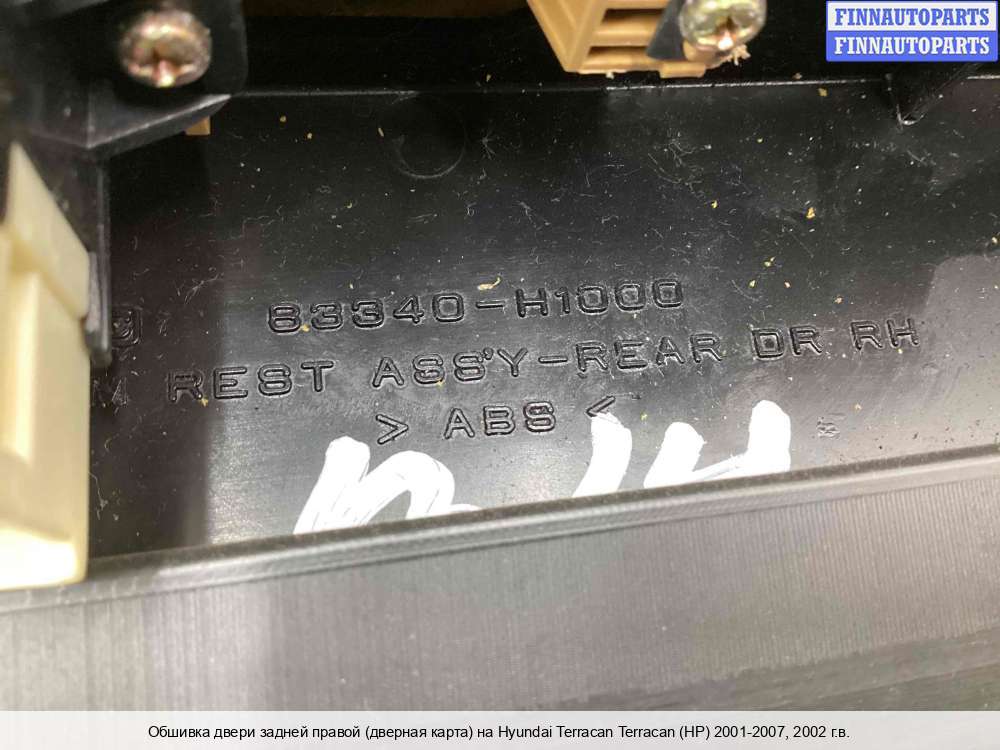 FINNAUTOPARTS
FINNAUTOPARTS
83340-H1000
REST ASS'Y-REAR DR RH
> ABS <
Обшивка двери задней правой (дверная карта) на Hyundai Terracan Terracan (HP) 2001-2007, 2002 г.в.